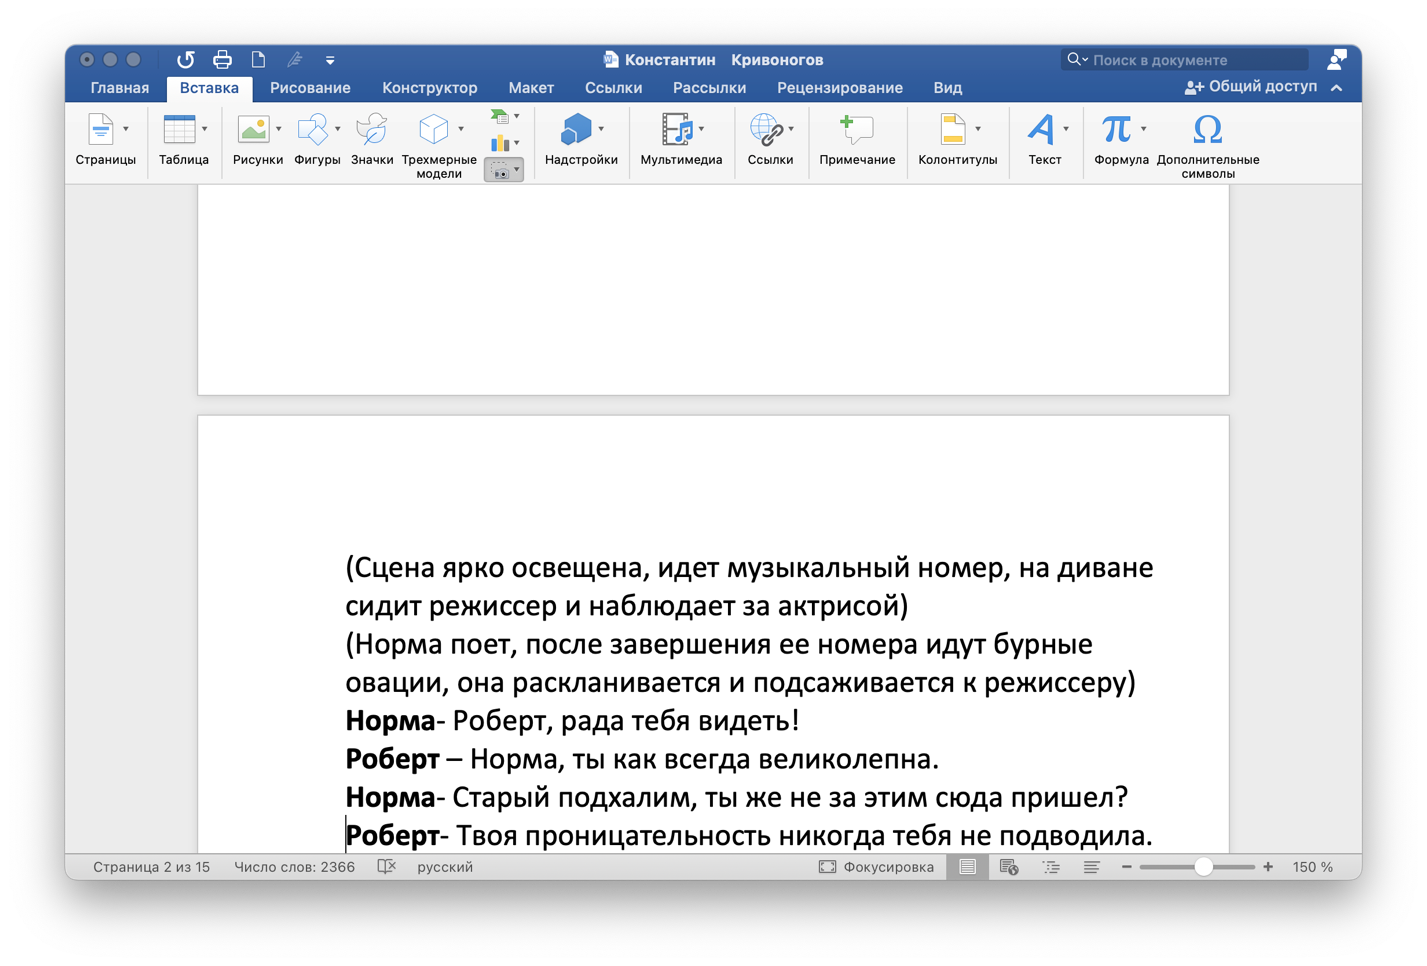 Константин Кривоногов
Поиск в документе
Главная Вставка Рисование Конструктор Макет Ссылки Рассылки Рецензирование Вид Общий доступ
Страницы Таблица Рисунки Фигуры Значки Трехмерные модели Надстройки Мультимедиа Ссылки Примечание Колонтитулы Текст Формула Дополнительные символы
(Сцена ярко освещена, идет музыкальный номер, на диване
сидит режиссер и наблюдает за актрисой)
(Норма поет, после завершения ее номера идут бурные
овации, она раскланивается и подсаживается к режиссеру)
Норма- Роберт, рада тебя видеть!
Роберт – Норма, ты как всегда великолепна.
Норма- Старый подхалим, ты же не за этим сюда пришел?
Роберт- Твоя проницательность никогда тебя не подводила.
Страница 2 из 15 Число слов: 2366 русский Фокусировка 150 %